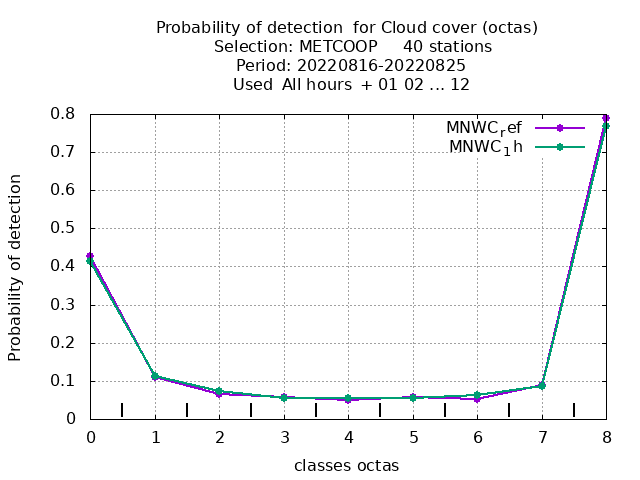 Probability of detection  for Cloud cover (octas)
Selection: METCOOP     40 stations
Period: 20220816-20220825
Used  All hours  + 01 02 ... 12
MNWCref
MNWC1h
Probability of detection
0.8
0.7
0.6
0.5
0.4
0.3
0.2
0.1
0
0 1 2 3 4 5 6 7 8
classes octas